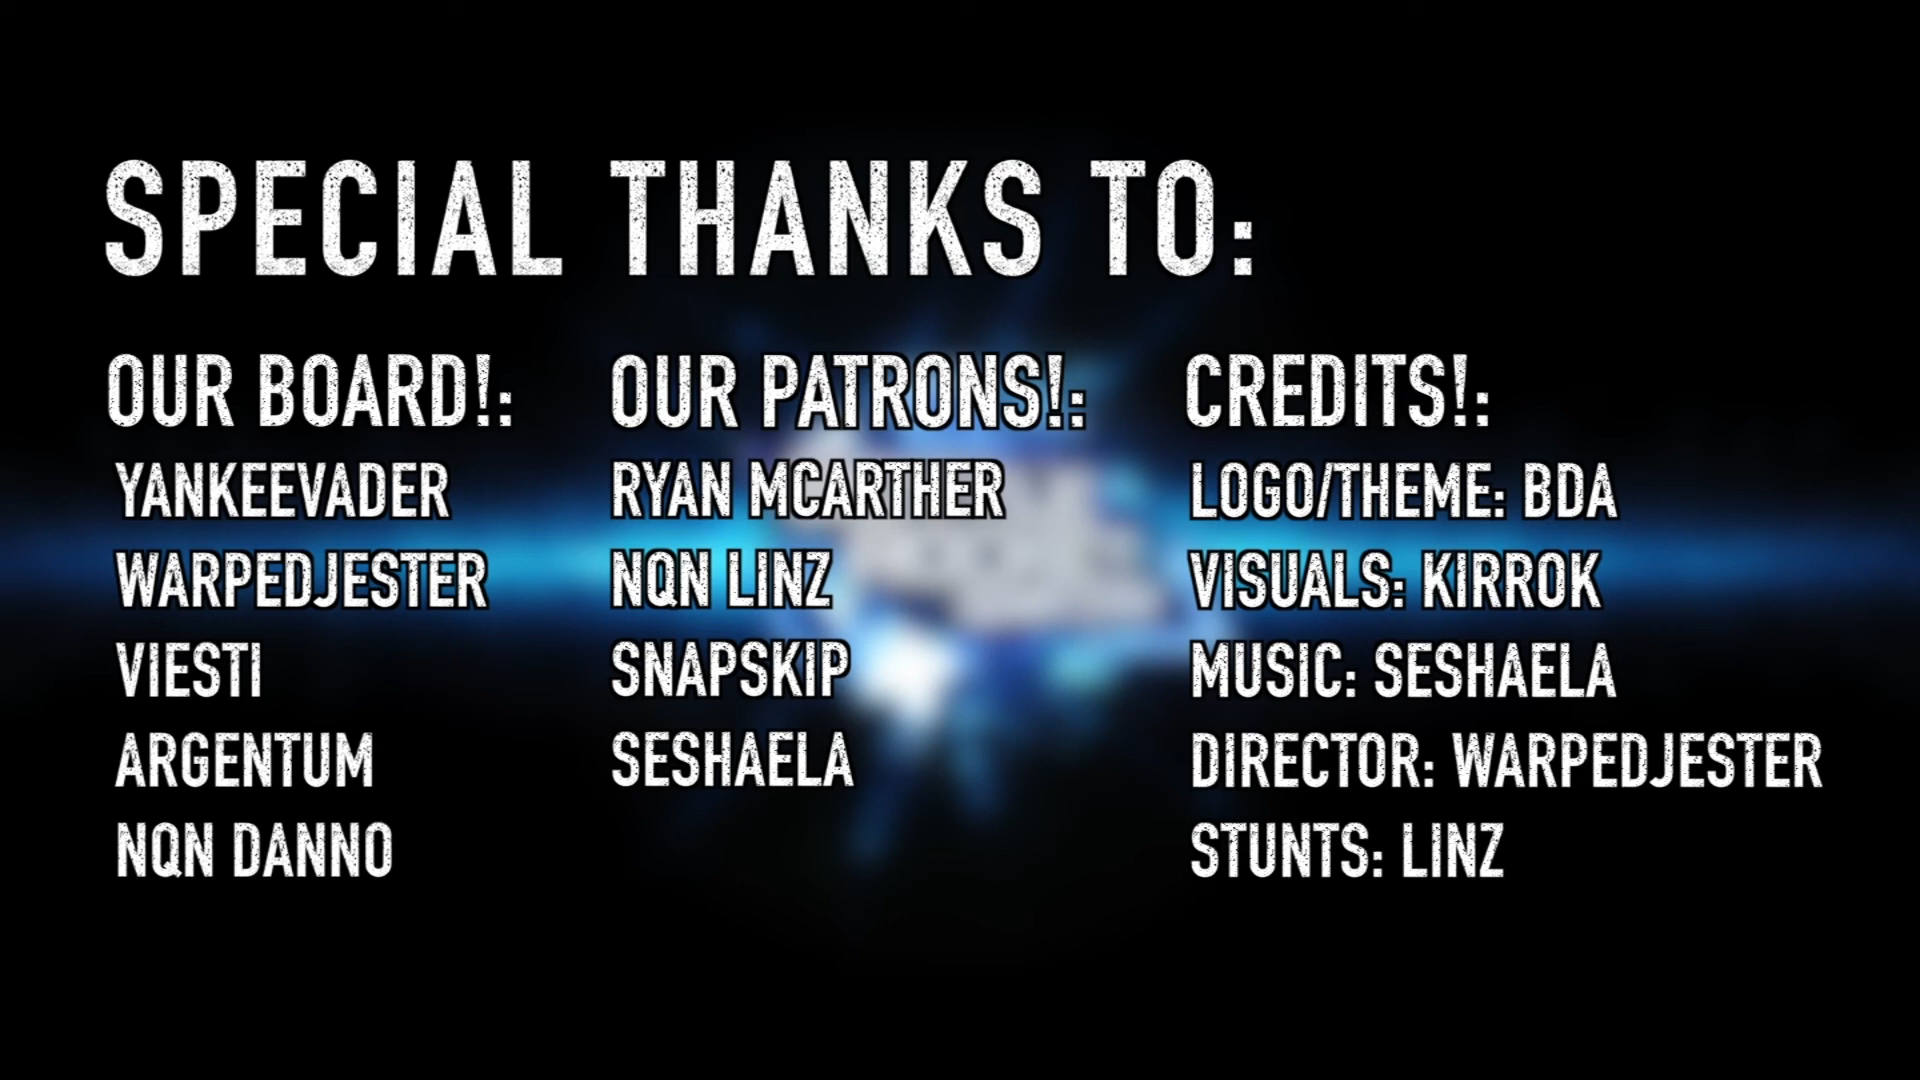 SPECIAL THANKS TO:
OUR BOARD!:
YANKEEVADER
WARPEDJESTER
VIESTI
ARGENTUM
NQN DANNO
OUR PATRONS!:
RYAN MCARTHER
NQN LINZ
SNAPSKIP
SESHAELA
CREDITS!:
LOGO/THEME: BDA
VISUALS: KIRROK
MUSIC: SESHAELA
DIRECTOR: WARPEDJESTER
STUNTS: LINZ